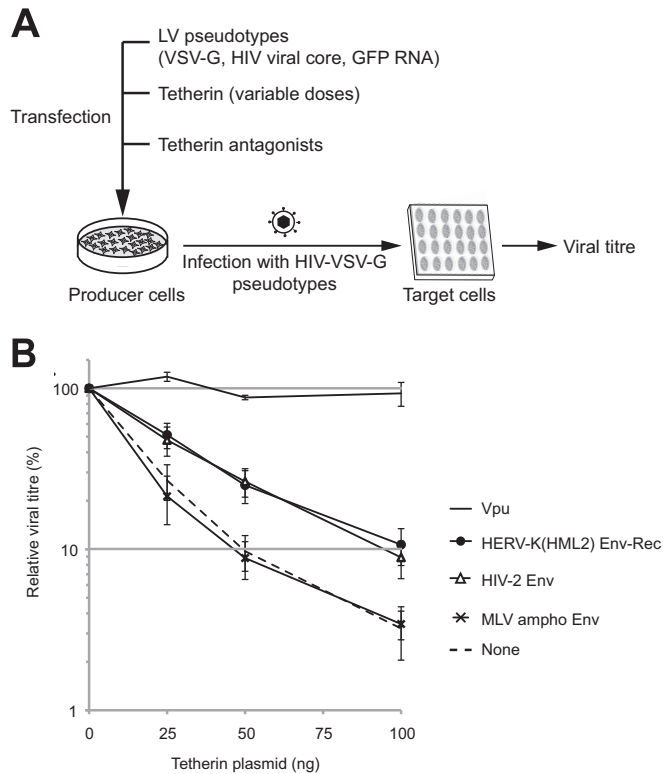 A
LV pseudotypes
(VSV-G, HIV viral core, GFP RNA)
Tetherin (variable doses)
Transfection
Tetherin antagonists
Infection with HIV-VSV-G
pseudotypes
Viral titre
Producer cells
Target cells
B
100
10
1
Relative viral titre (%)
0
25
50
75
100
Tetherin plasmid (ng)
Vpu
HERV-K(HML2) Env-Rec
HIV-2 Env
MLV ampho Env
None